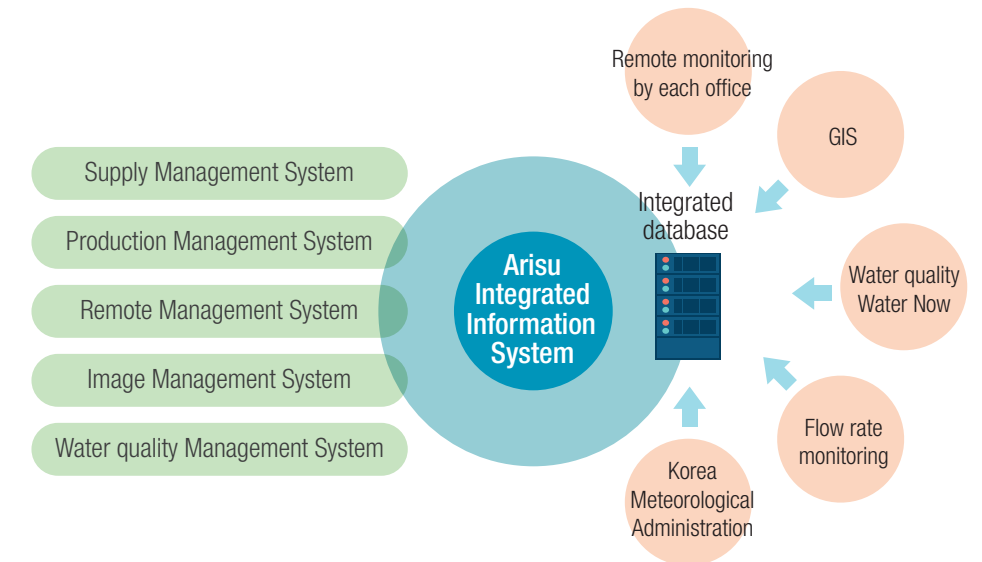 Supply Management System
Production Management System
Remote Management System
Image Management System
Water quality Management System
Arisu
Integrated
Information
System
Integrated
database
Remote monitoring
by each office
GIS
Water quality
Water Now
Flow rate
monitoring
Korea
Meteorological
Administration